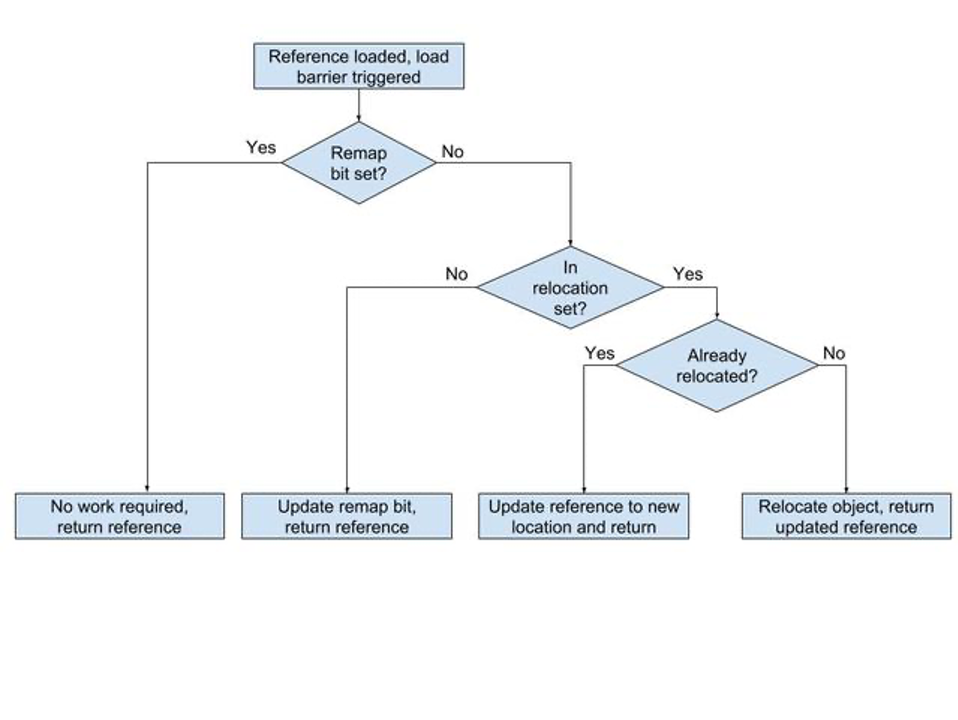 Reference loaded, load
barrier triggered
Yes
Remap
bit set?
No
No
In
relocation
set?
Yes
Yes
Already
relocated?
No
No work required,
return reference
Update remap bit,
return reference
Update reference to new
location and return
Relocate object, return
updated reference